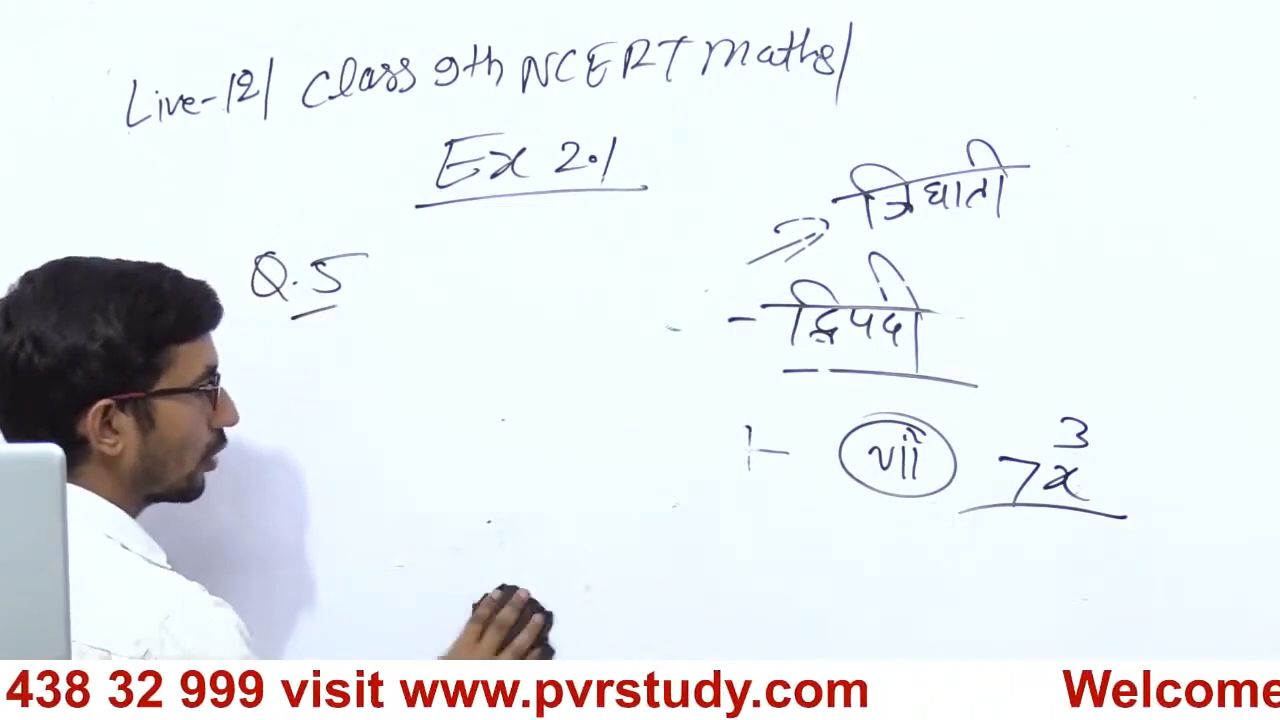 Live-12/ Class 9th NCERT Maths/
Ex 2.1
त्रिघाती
Q.5
- द्विपदी
(vii) 7x³
438 32 999 visit www.pvrstudy.com Welcome